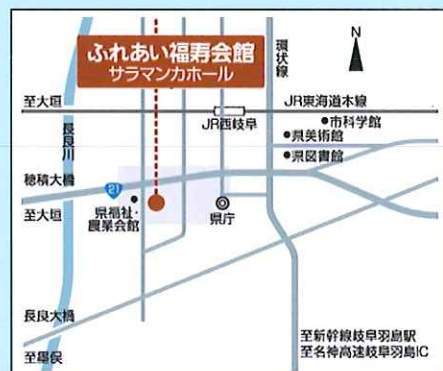 ふれあい福寿会館
サラマンカホール
環状線
N
至大垣
JR東海道本線
JR西岐阜
市科学館
県美術館
県図書館
長良川
穂積大橋
21
至大垣
県福祉・
農業会館
県庁
長良大橋
至墨俣
至新幹線岐阜羽島駅
至名神高速岐阜羽島IC